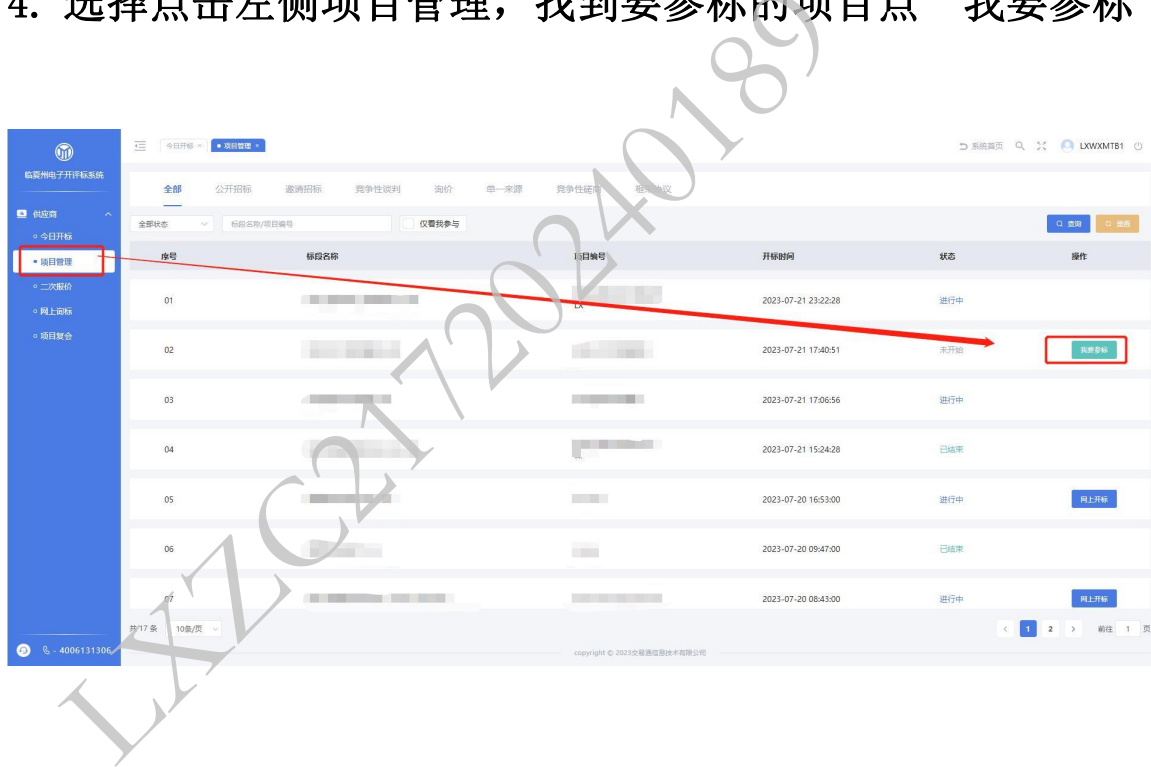 4. 选择点击左侧项目管理，找到要参标的项目点 我要参标
临夏州电子开评标系统
今日开标 × 项目管理 ×
系统首页 LXWXMTB1
供应商
今日开标
项目管理
二次报价
网上询标
项目复会
全部 公开招标 邀请招标 竞争性谈判 询价 单一来源 竞争性磋商 框架协议
全部状态 标段名称/项目编号 仅看我参与 查询 重置
序号 标段名称 项目编号 开标时间 状态 操作
01 LX 2023-07-21 23:22:28 进行中
02 2023-07-21 17:40:51 未开始 我要参标
03 2023-07-21 17:06:56 进行中
04 2023-07-21 15:24:28 已结束
05 2023-07-20 16:53:00 进行中 网上开标
06 2023-07-20 09:47:00 已结束
07 2023-07-20 08:43:00 进行中 网上开标
共 17 条 10条/页 < 1 2 > 前往 1 页
- 4006131306
copyright © 2023交易通信息技术有限公司
LXZC217202401890